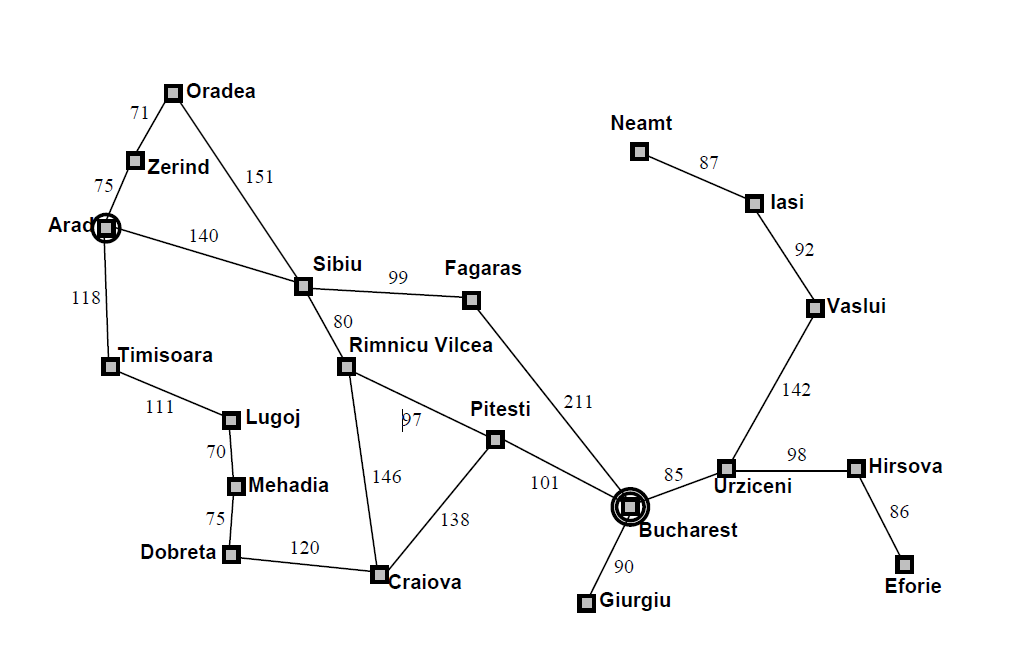 Oradea
71
Neamt
87
Zerind
151
75
Iasi
Arad
140
92
Sibiu
Fagaras
99
118
Vaslui
80
Rimnicu Vilcea
Timisoara
211
142
111
Lugoj
Pitesti
97
70
98
Hirsova
146
101
85
Urziceni
Mehadia
75
138
86
Bucharest
Dobreta
120
90
Craiova
Eforie
Giurgiu